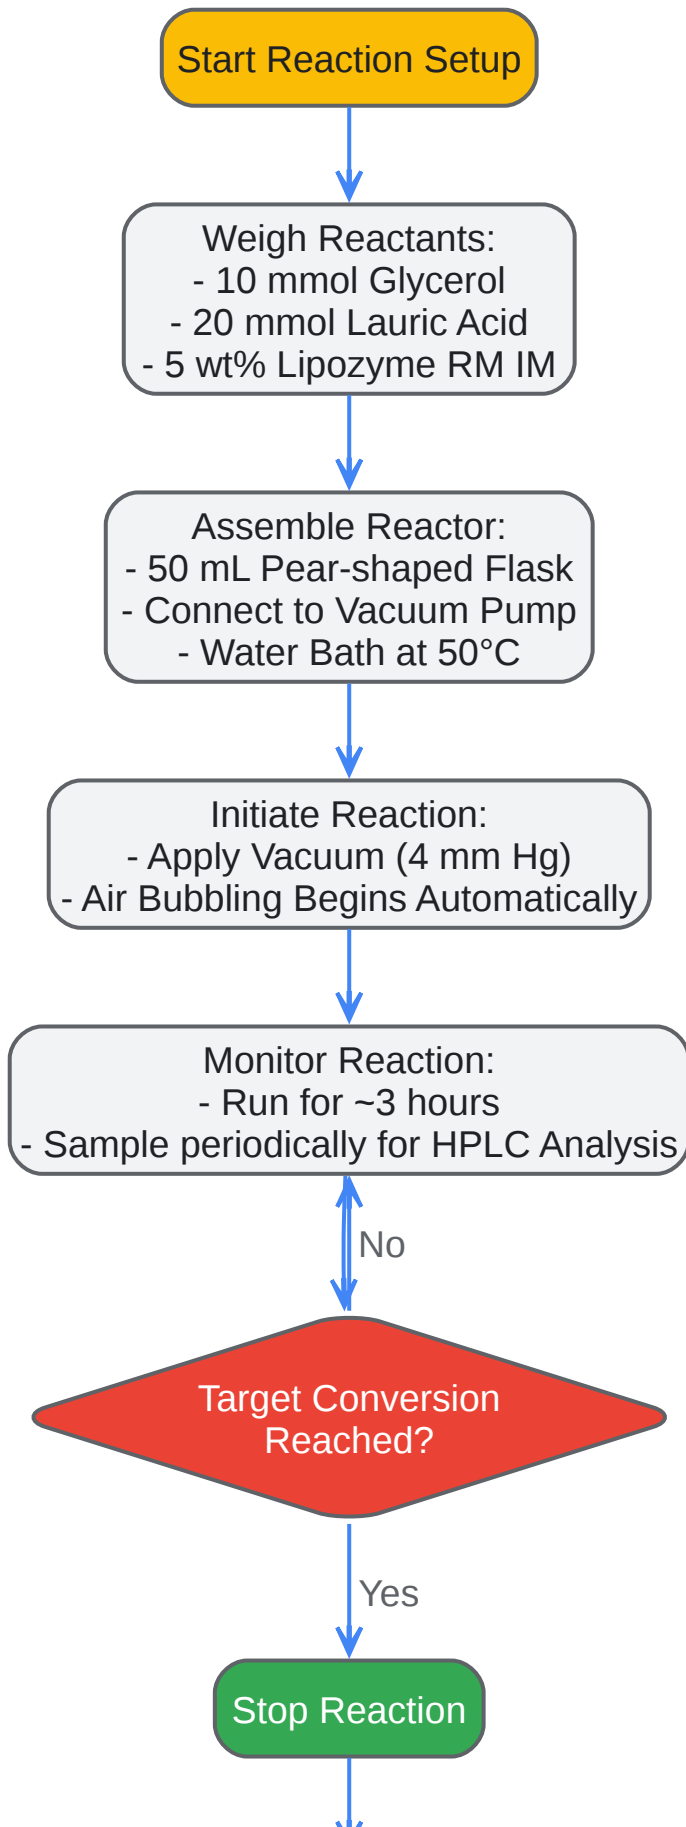 Start Reaction Setup
Weigh Reactants:
- 10 mmol Glycerol
- 20 mmol Lauric Acid
- 5 wt% Lipozyme RM IM
Assemble Reactor:
- 50 mL Pear-shaped Flask
- Connect to Vacuum Pump
- Water Bath at 50°C
Initiate Reaction:
- Apply Vacuum (4 mm Hg)
- Air Bubbling Begins Automatically
Monitor Reaction:
- Run for ~3 hours
- Sample periodically for HPLC Analysis
No
Target Conversion
Reached?
Yes
Stop Reaction